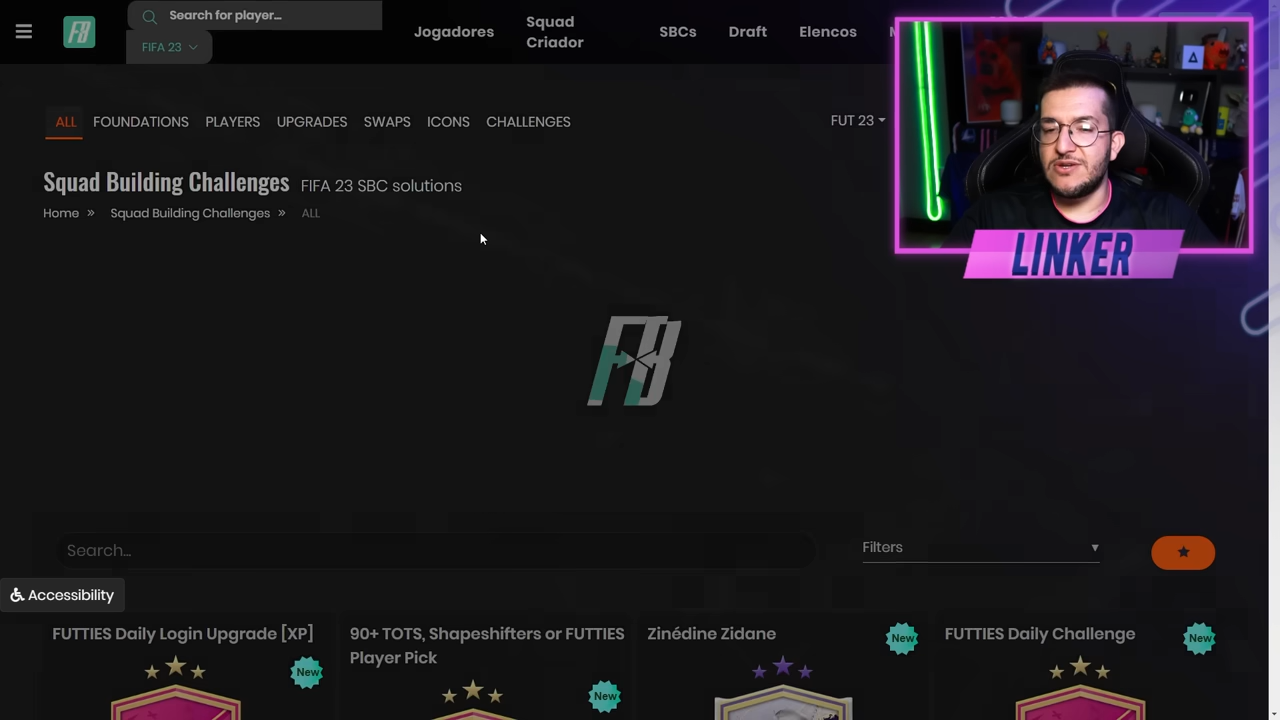 Search for player...
FIFA 23
Jogadores
Squad
Criador
SBCs
Draft
Elencos
ALL FOUNDATIONS PLAYERS UPGRADES SWAPS ICONS CHALLENGES
FUT 23
Squad Building Challenges FIFA 23 SBC solutions
Home » Squad Building Challenges » ALL
LINKER
FB
Search...
Filters
Accessibility
FUTTIES Daily Login Upgrade [XP]
New
90+ TOTS, Shapeshifters or FUTTIES
Player Pick
New
Zinédine Zidane
New
FUTTIES Daily Challenge
New